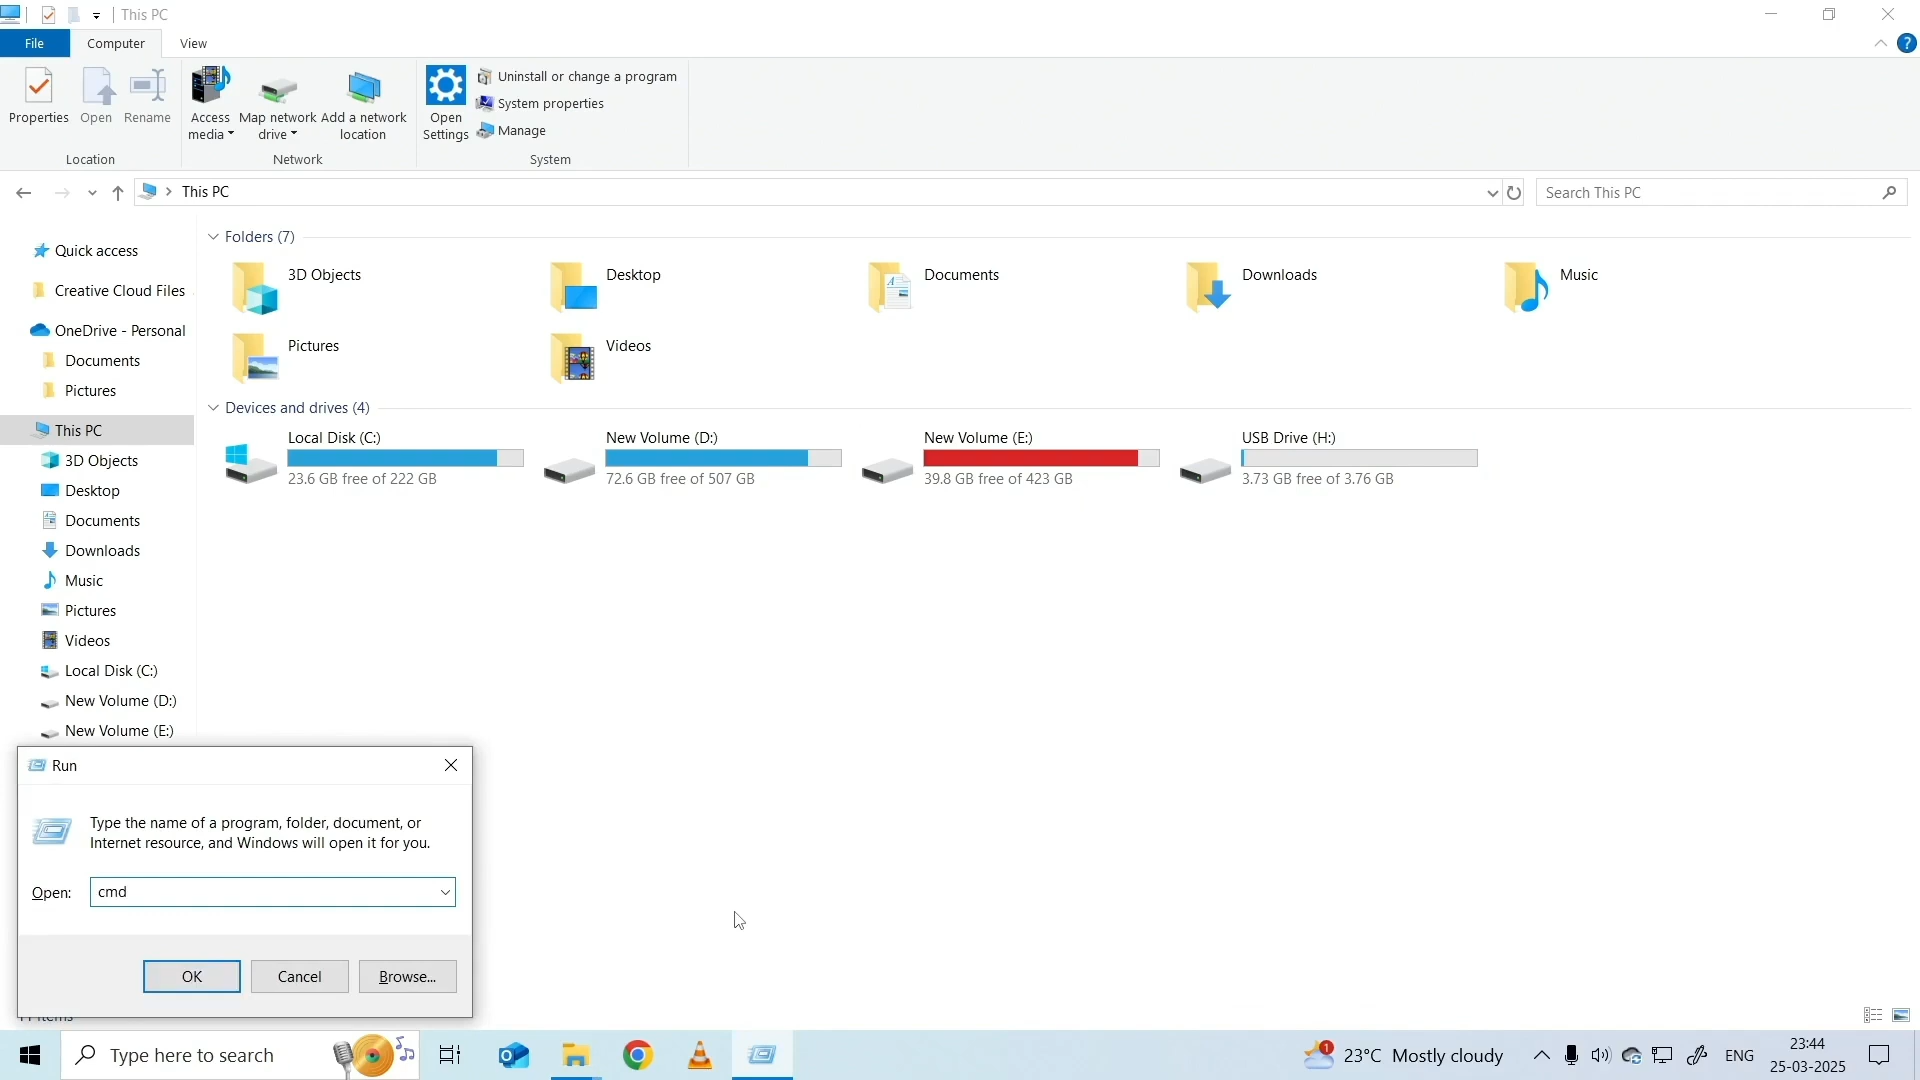 This PC
File Computer View
Properties Open Rename Access media Map network drive Add a network location Open Settings Uninstall or change a program
System properties
Manage
Location Network System
This PC
Search This PC
Quick access
Creative Cloud Files
OneDrive - Personal
Documents
Pictures
This PC
3D Objects
Desktop
Documents
Downloads
Music
Pictures
Videos
Local Disk (C:)
New Volume (D:)
New Volume (E:)
Folders (7)
3D Objects Desktop Documents Downloads Music
Pictures Videos
Devices and drives (4)
Local Disk (C:) New Volume (D:) New Volume (E:) USB Drive (H:)
23.6 GB free of 222 GB 72.6 GB free of 507 GB 39.8 GB free of 423 GB 3.73 GB free of 3.76 GB
Run
Type the name of a program, folder, document, or
Internet resource, and Windows will open it for you.
Open: cmd
OK Cancel Browse...
Type here to search
1
23°C Mostly cloudy
ENG
23:44
25-03-2025